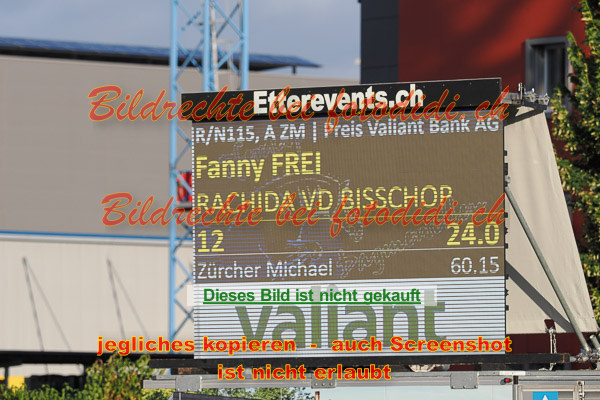 Etterevents.ch
Bildrechte bei fotodidi.ch
R/N115, A ZM | Preis Valiant Bank AG
Fanny FREI
RACHIDA VD BISSCHOP
Bildrechte bei fotodidi.ch
12 24.0
Zürcher Michael 60.15
Dieses Bild ist nicht gekauft
valiant
jegliches kopieren - auch Screenshot
ist nicht erlaubt